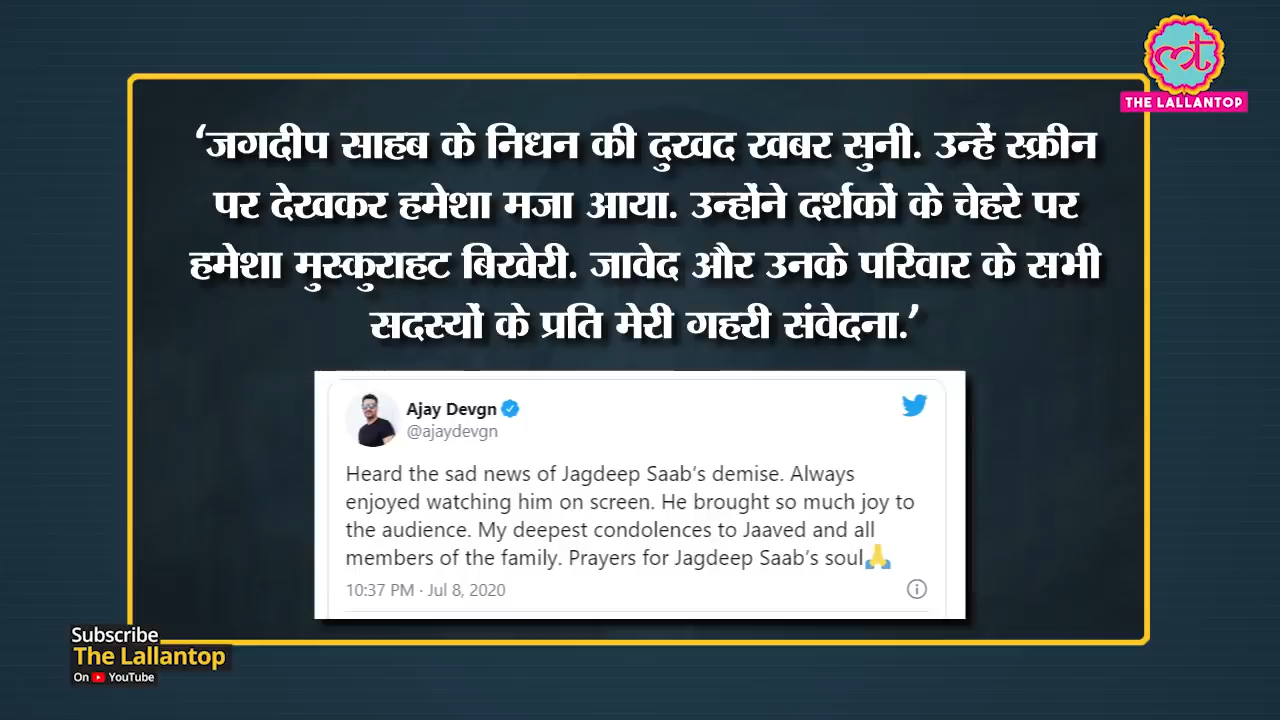 mt
THE LALLANTOP
‘जगदीप साहब के निधन की दुखद खबर सुनी. उन्हें स्क्रीन
पर देखकर हमेशा मजा आया. उन्होंने दर्शकों के चेहरे पर
हमेशा मुस्कुराहट बिखेरी. जावेद और उनके परिवार के सभी
सदस्यों के प्रति मेरी गहरी संवेदना.’
Ajay Devgn
@ajaydevgn
Heard the sad news of Jagdeep Saab’s demise. Always
enjoyed watching him on screen. He brought so much joy to
the audience. My deepest condolences to Jaaved and all
members of the family. Prayers for Jagdeep Saab’s soul🙏
10:37 PM · Jul 8, 2020
Subscribe
The Lallantop
On YouTube